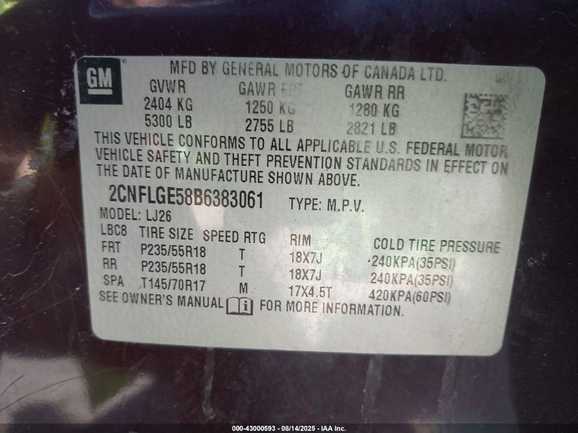 MFD BY GENERAL MOTORS OF CANADA LTD.
GM
GVWR GAWR FRT GAWR RR
2404 KG 1250 KG 1280 KG
5300 LB 2755 LB 2821 LB
THIS VEHICLE CONFORMS TO ALL APPLICABLE U.S. FEDERAL MOTOR
VEHICLE SAFETY AND THEFT PREVENTION STANDARDS IN EFFECT ON
THE DATE OF MANUFACTURE SHOWN ABOVE.
2CNFLGE58B6383061 TYPE: M.P.V.
MODEL: LJ26
LBC8 TIRE SIZE SPEED RTG RIM COLD TIRE PRESSURE
FRT P235/55R18 T 18X7J 240KPA(35PSI)
RR P235/55R18 T 18X7J 240KPA(35PSI)
SPA T145/70R17 M 17X4.5T 420KPA(60PSI)
SEE OWNER'S MANUAL i FOR MORE INFORMATION.
000-43000593 - 08/14/2025 - IAA Inc.